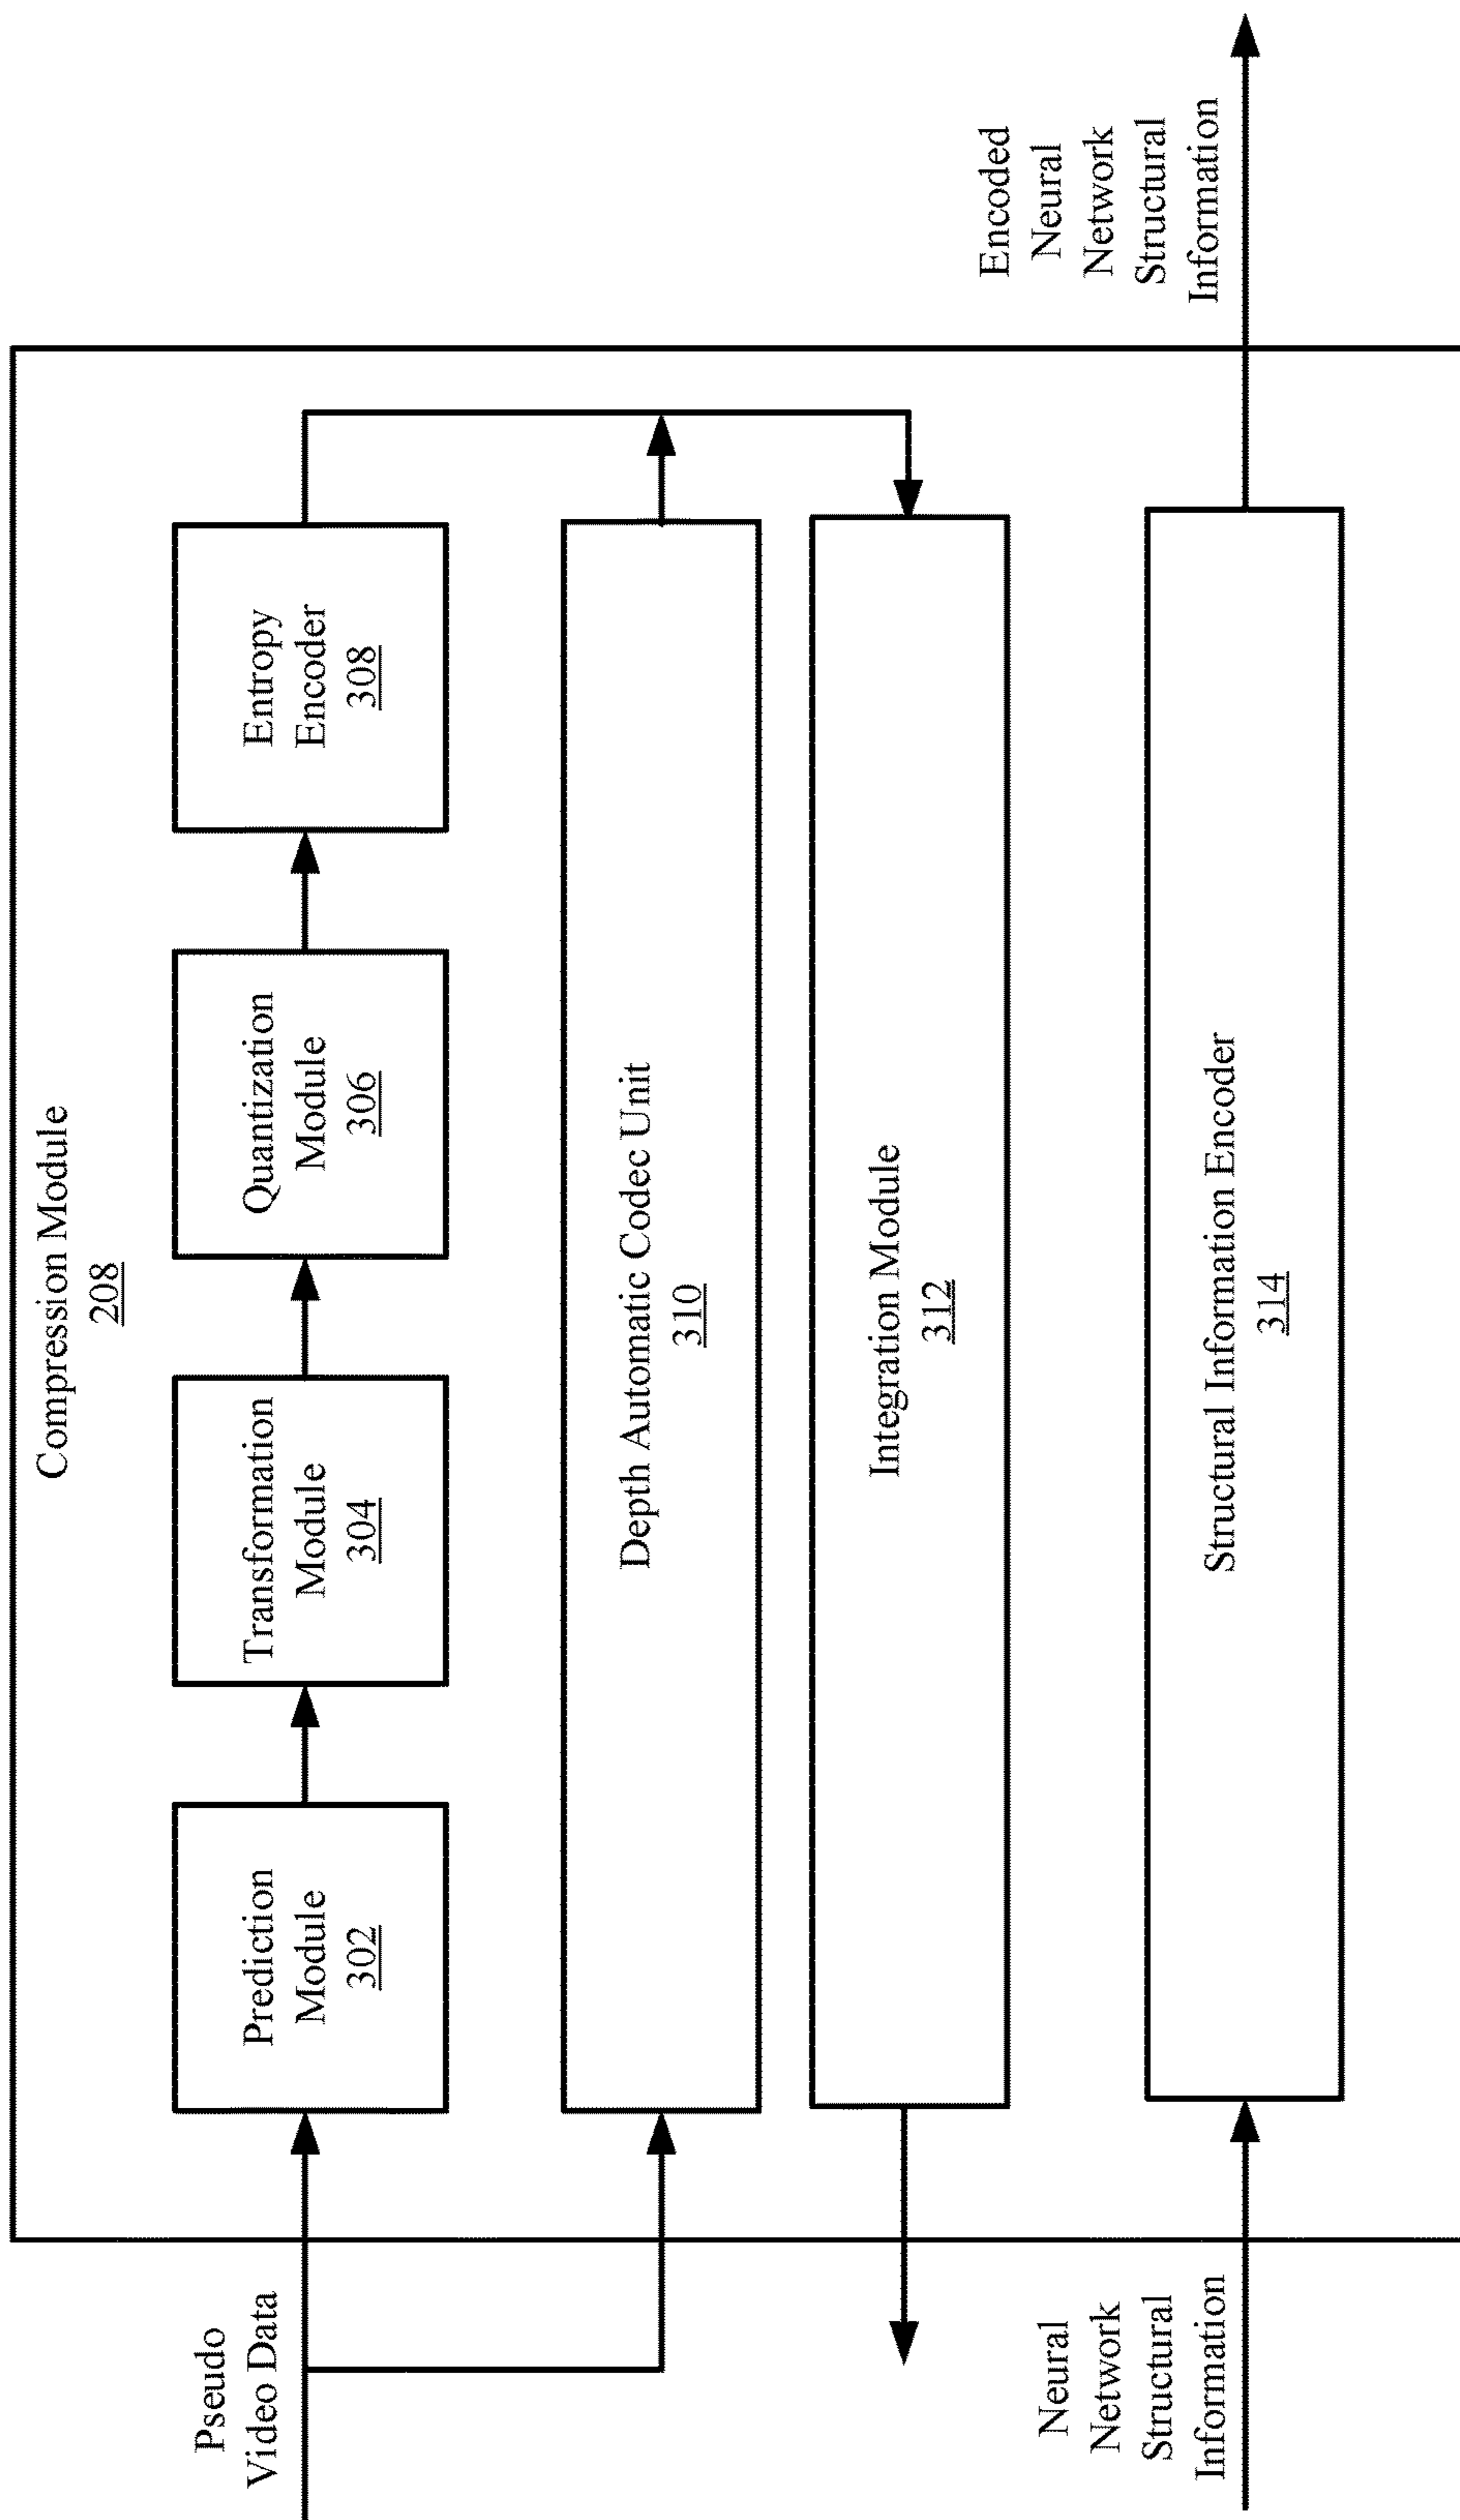 Compression Module
208
Pseudo
Video Data
Prediction
Module
302
Transformation
Module
304
Quantization
Module
306
Entropy
Encoder
308
Depth Automatic Codec Unit
310
Integration Module
312
Neural
Network
Structural
Information
Structural Information Encoder
314
Encoded
Neural
Network
Structural
Information